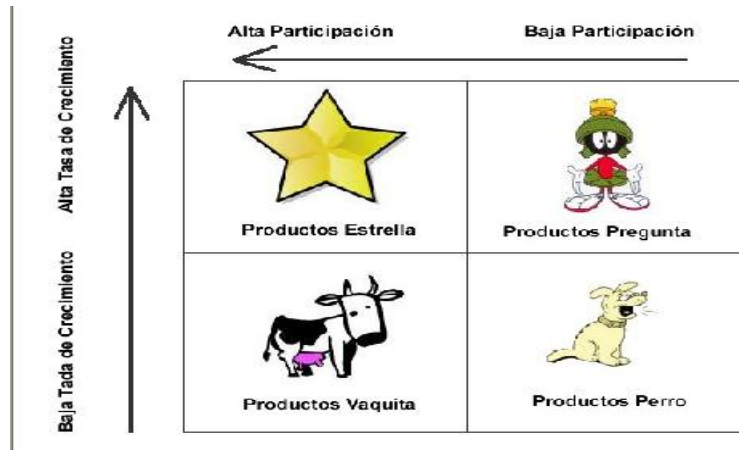 Alta Participación
Baja Participación
Alta Tasa de Crecimiento
Productos Estrella
Productos Pregunta
Baja Tada de Crecimiento
Productos Vaquita
Productos Perro